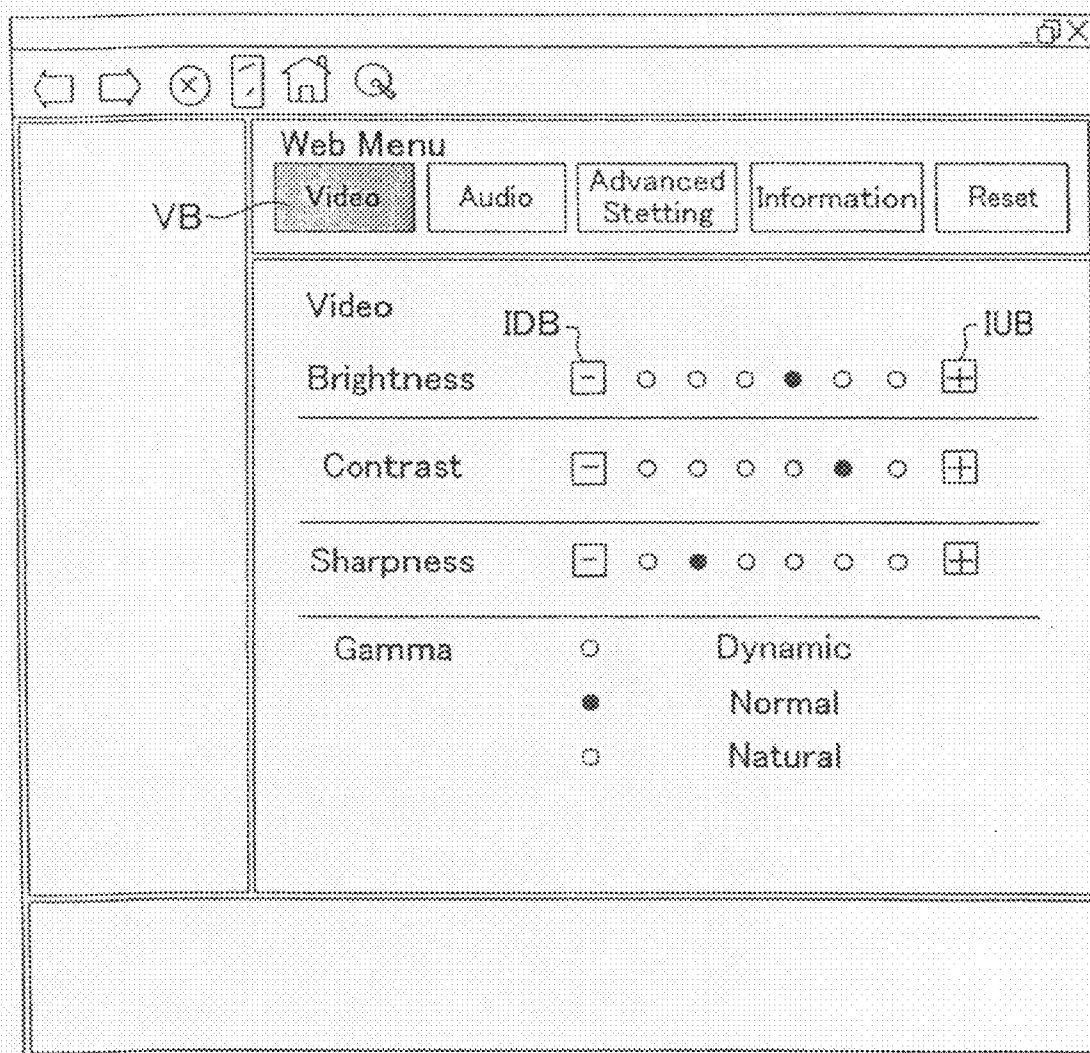 Web Menu
Video Audio Advanced Stetting Information Reset
VB
Video
IDB IUB
Brightness - +
Contrast - +
Sharpness - +
Gamma Dynamic
Normal
Natural